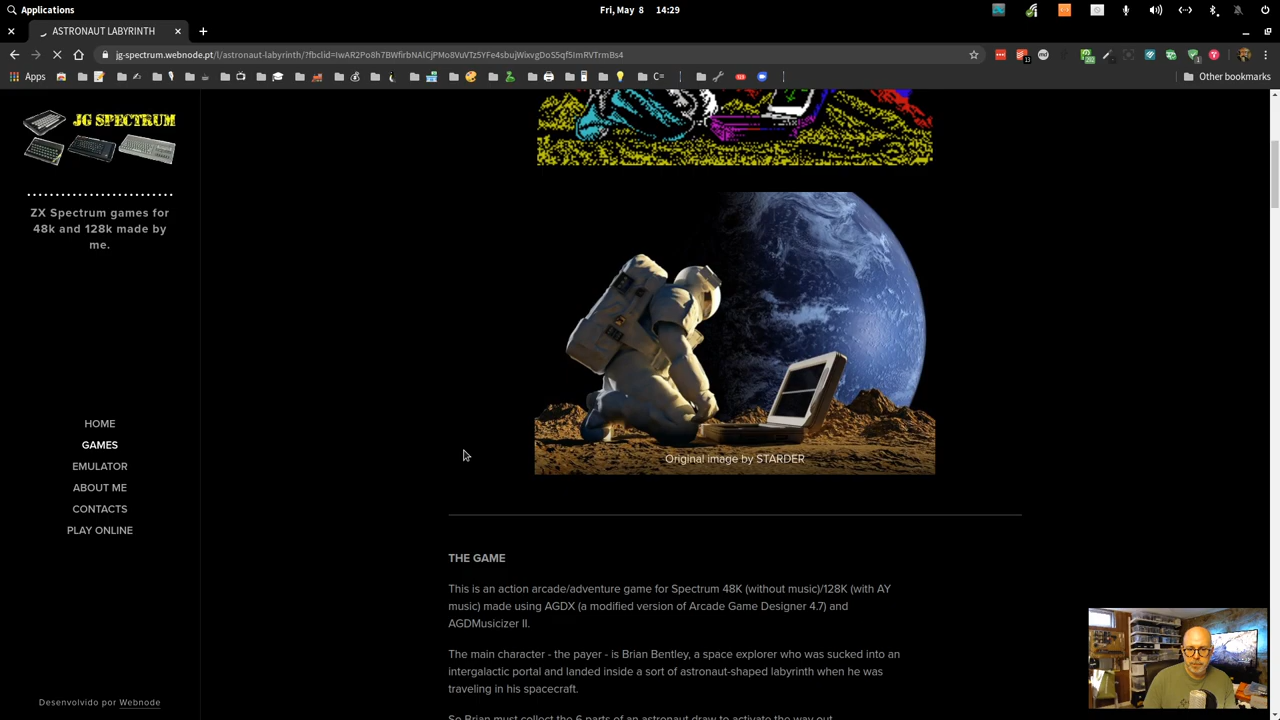 Applications
Fri, May 8 14:29
ASTRONAUT LABYRINTH
jg-spectrum.webnode.pt/l/astronaut-labyrinth/?fbclid=IwAR2Po8h7BWfirbNAlCjPMo8VuVTz5YFe4sbujWixvgDoS5qf5ImRVTrmBs4
Apps
C=
Other bookmarks
JG SPECTRUM
ZX Spectrum games for
48k and 128k made by
me.
HOME
GAMES
EMULATOR
ABOUT ME
CONTACTS
PLAY ONLINE
Desenvolvido por Webnode
Original image by STARDER
THE GAME
This is an action arcade/adventure game for Spectrum 48K (without music)/128K (with AY
music) made using AGDX (a modified version of Arcade Game Designer 4.7) and
AGDMusicizer II.
The main character - the payer - is Brian Bentley, a space explorer who was sucked into an
intergalactic portal and landed inside a sort of astronaut-shaped labyrinth when he was
traveling in his spacecraft.
So Brian must collect the 6 parts of an astronaut draw to activate the way out